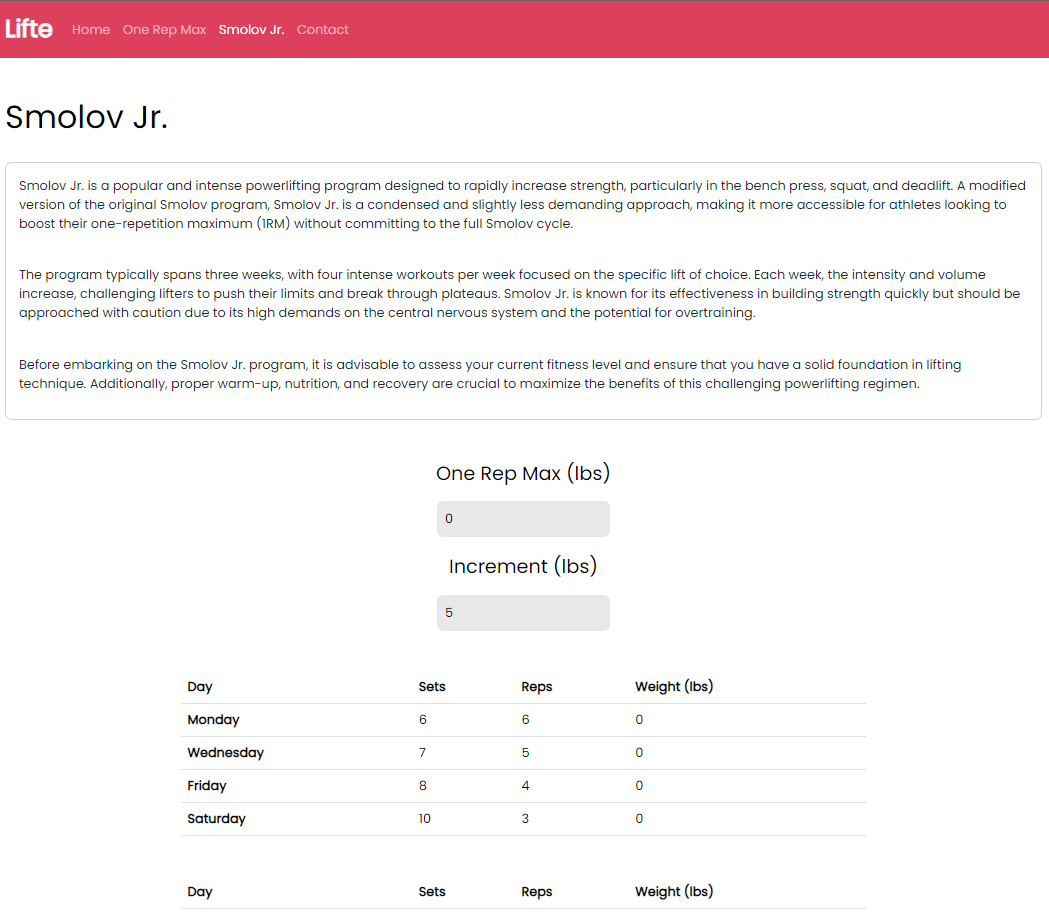 Lifte Home One Rep Max Smolov Jr. Contact
Smolov Jr.
Smolov Jr. is a popular and intense powerlifting program designed to rapidly increase strength, particularly in the bench press, squat, and deadlift. A modified
version of the original Smolov program, Smolov Jr. is a condensed and slightly less demanding approach, making it more accessible for athletes looking to
boost their one-repetition maximum (1RM) without committing to the full Smolov cycle.
The program typically spans three weeks, with four intense workouts per week focused on the specific lift of choice. Each week, the intensity and volume
increase, challenging lifters to push their limits and break through plateaus. Smolov Jr. is known for its effectiveness in building strength quickly but should be
approached with caution due to its high demands on the central nervous system and the potential for overtraining.
Before embarking on the Smolov Jr. program, it is advisable to assess your current fitness level and ensure that you have a solid foundation in lifting
technique. Additionally, proper warm-up, nutrition, and recovery are crucial to maximize the benefits of this challenging powerlifting regimen.
One Rep Max (lbs)
0
Increment (lbs)
5
Day Sets Reps Weight (lbs)
Monday 6 6 0
Wednesday 7 5 0
Friday 8 4 0
Saturday 10 3 0
Day Sets Reps Weight (lbs)